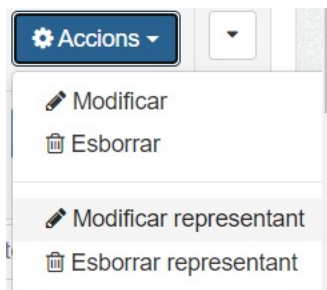 Accions
Modificar
Esborrar
Modificar representant
Esborrar representant